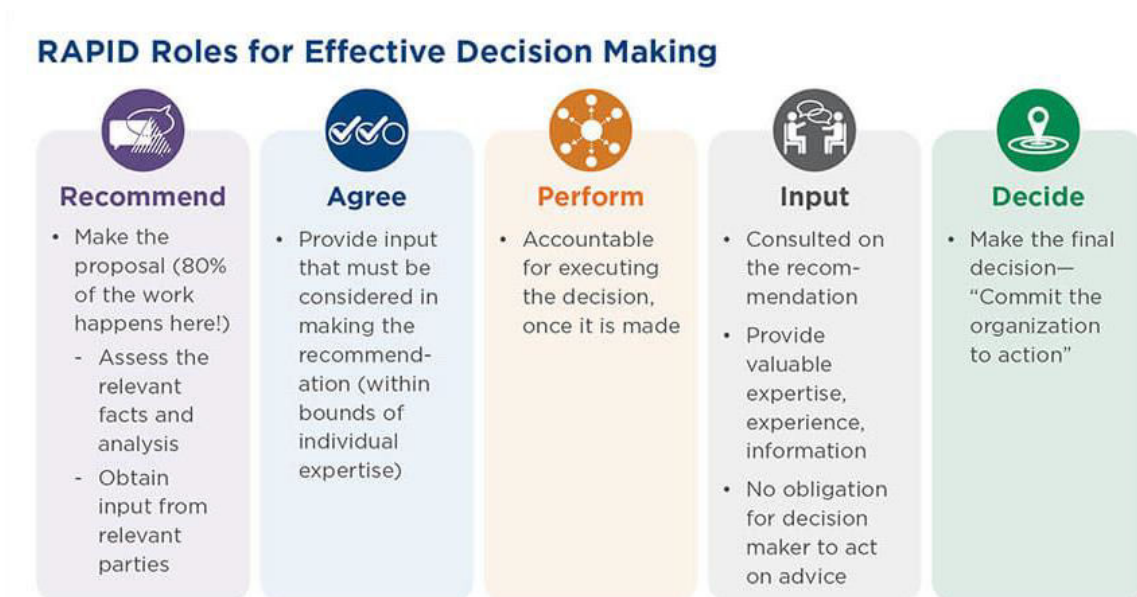 RAPID Roles for Effective Decision Making
Recommend
• Make the
proposal (80%
of the work
happens here!)
- Assess the
relevant
facts and
analysis
- Obtain
input from
relevant
parties
Agree
• Provide input
that must be
considered in
making the
recommend-
ation (within
bounds of
individual
expertise)
Perform
• Accountable
for executing
the decision,
once it is made
Input
• Consulted on
the recom-
mendation
• Provide
valuable
expertise,
experience,
information
• No obligation
for decision
maker to act
on advice
Decide
• Make the final
decision—
“Commit the
organization
to action”